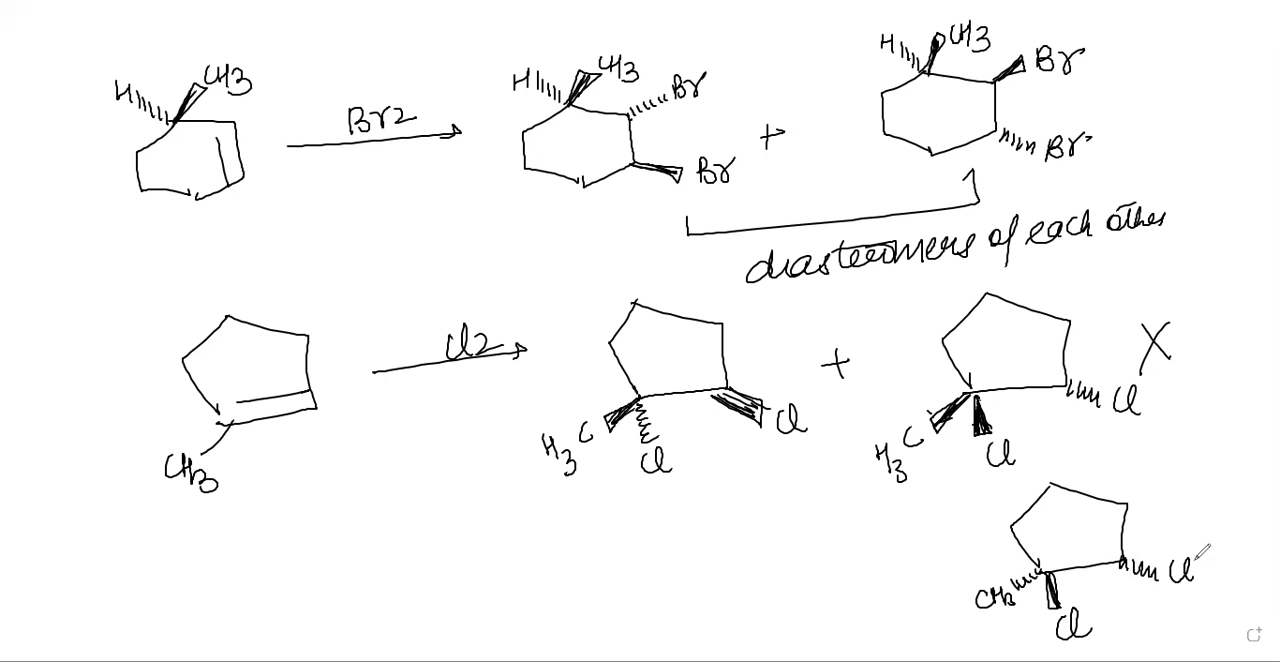 H CH3 Br2 H CH3 Br Br + H CH3 Br Br
diastereomers of each other
CH3 Cl2 H3C Cl Cl + H3C Cl Cl X
CH3 Cl Cl